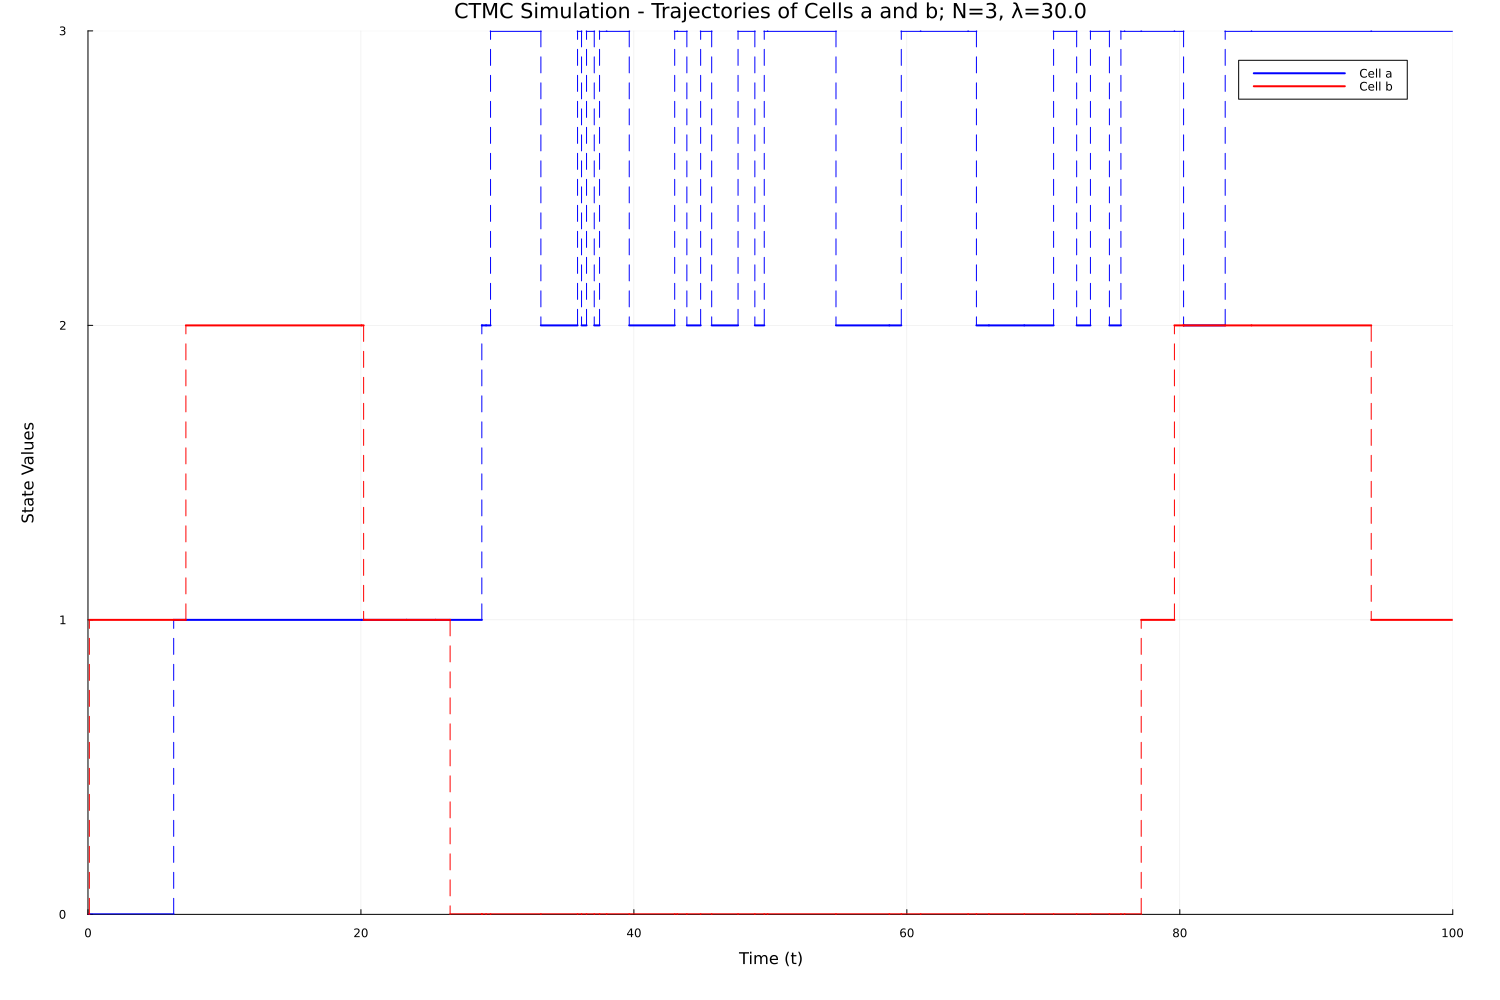 CTMC Simulation - Trajectories of Cells a and b; N=3, λ=30.0
3
Cell a
Cell b
2
State Values
1
0
0 20 40 60 80 100
Time (t)